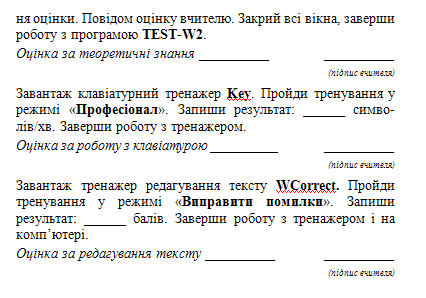 ня оцінки. Повідом оцінку вчителю. Закрий всі вікна, заверши
роботу з програмою TEST-W2.
Оцінка за теоретичні знання __________ __________
(підпис вчителя)
Завантаж клавіатурний тренажер Key. Пройди тренування у
режимі «Професіонал». Запиши результат: ______ симво-
лів/хв. Заверши роботу з тренажером.
Оцінка за роботу з клавіатурою __________ __________
(підпис вчителя)
Завантаж тренажер редагування тексту WCorrect. Пройди
тренування у режимі «Виправити помилки». Запиши
результат: ______ балів. Заверши роботу з тренажером і на
комп’ютері.
Оцінка за редагування тексту __________ __________
(підпис вчителя)